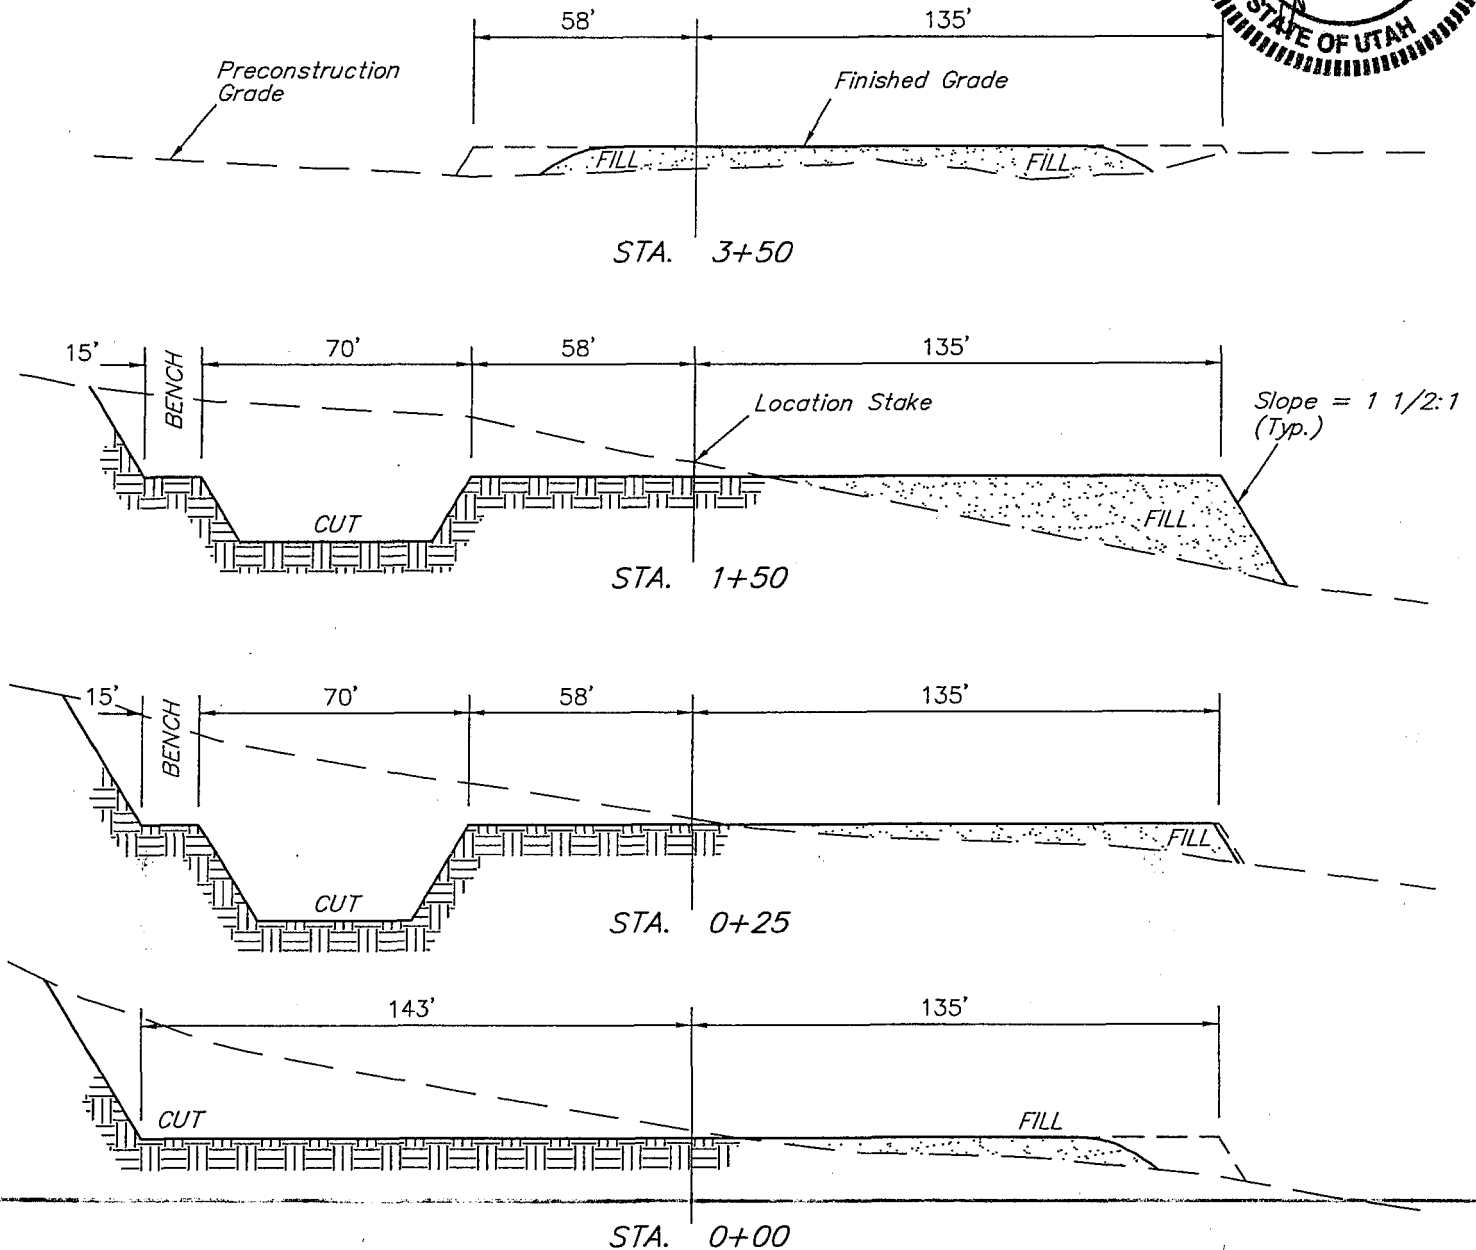 STATE OF UTAH
58' 135'
Preconstruction
Grade
Finished Grade
FILL FILL
STA. 3+50
15' BENCH 70' 58' 135'
Location Stake
Slope = 1 1/2:1
(Typ.)
CUT
FILL
STA. 1+50
15' BENCH 70' 58' 135'
FILL
CUT
STA. 0+25
143' 135'
CUT FILL
STA. 0+00